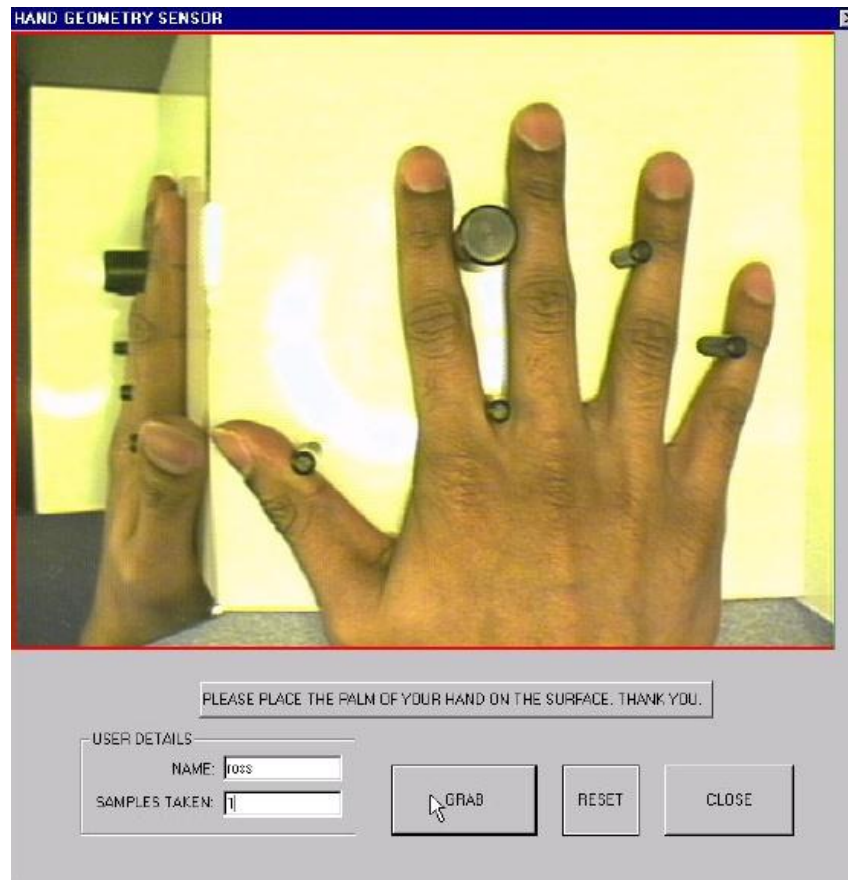 HAND GEOMETRY SENSOR
PLEASE PLACE THE PALM OF YOUR HAND ON THE SURFACE. THANK YOU.
USER DETAILS
NAME: ross
SAMPLES TAKEN: 1
GRAB
RESET
CLOSE